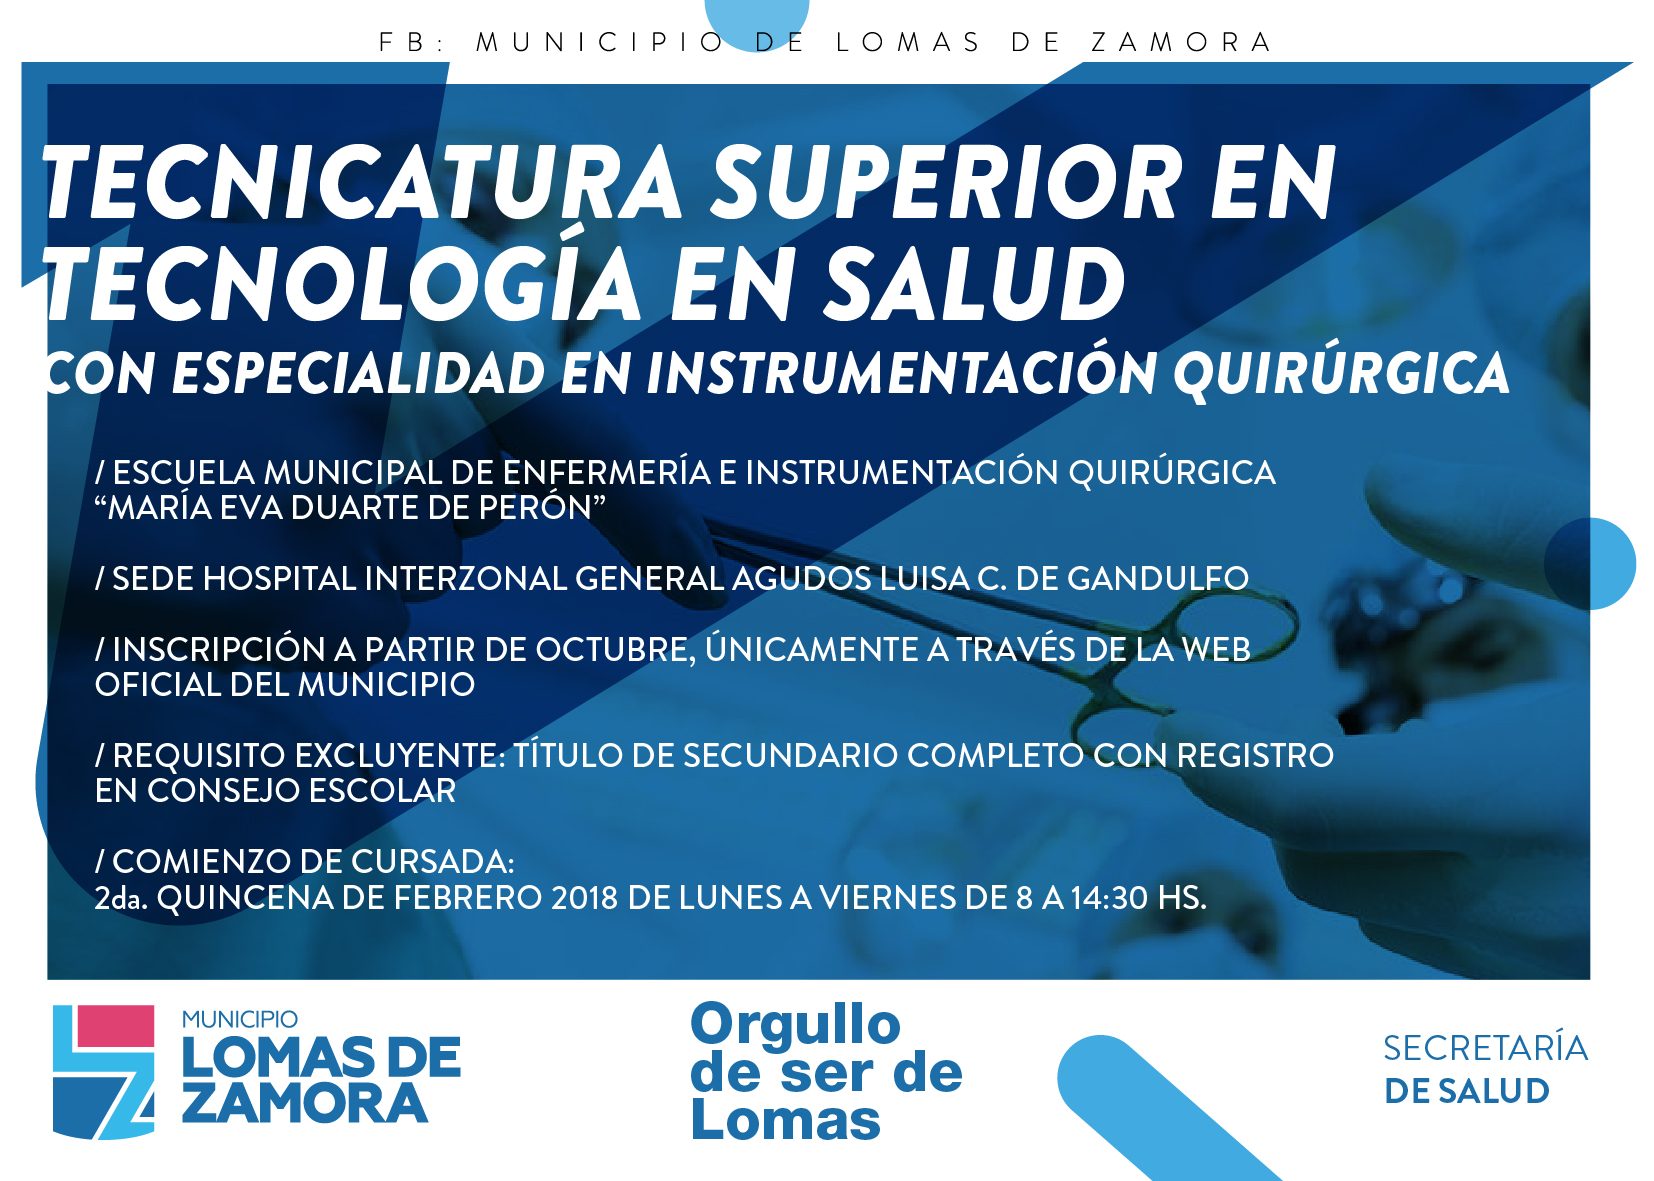 FB: MUNICIPIO DE LOMAS DE ZAMORA
TECNICATURA SUPERIOR EN
TECNOLOGÍA EN SALUD
CON ESPECIALIDAD EN INSTRUMENTACIÓN QUIRÚRGICA
/ ESCUELA MUNICIPAL DE ENFERMERÍA E INSTRUMENTACIÓN QUIRÚRGICA
“MARÍA EVA DUARTE DE PERÓN”
/ SEDE HOSPITAL INTERZONAL GENERAL AGUDOS LUISA C. DE GANDULFO
/ INSCRIPCIÓN A PARTIR DE OCTUBRE, ÚNICAMENTE A TRAVÉS DE LA WEB
OFICIAL DEL MUNICIPIO
/ REQUISITO EXCLUYENTE: TÍTULO DE SECUNDARIO COMPLETO CON REGISTRO
EN CONSEJO ESCOLAR
/ COMIENZO DE CURSADA:
2da. QUINCENA DE FEBRERO 2018 DE LUNES A VIERNES DE 8 A 14:30 HS.
MUNICIPIO
LOMAS DE
ZAMORA
Orgullo
de ser de
Lomas
SECRETARÍA
DE SALUD